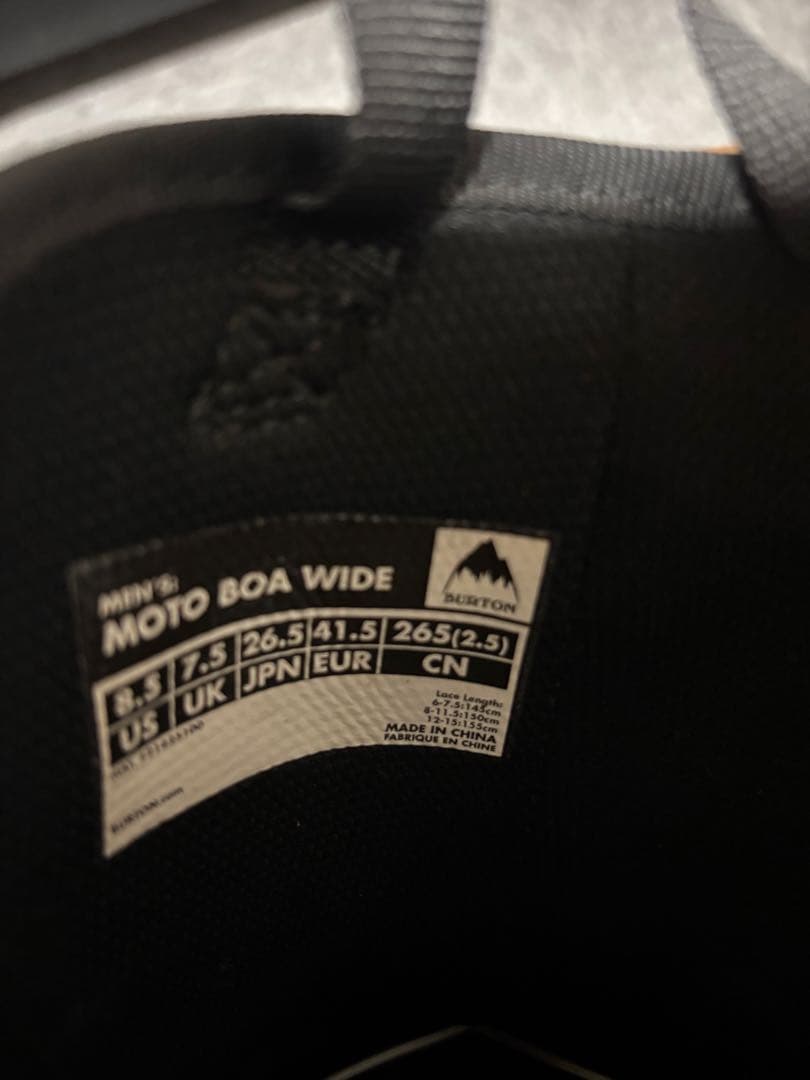 MEN'S:
MOTO BOA WIDE
BURTON
8.5 7.5 26.5 41.5 265(2.5)
US UK JPN EUR CN
Lace Length:
6-7.5:145cm
8-11.5:150cm
12-15:155cm
MADE IN CHINA
FABRIQUE EN CHINE
BURTON.com